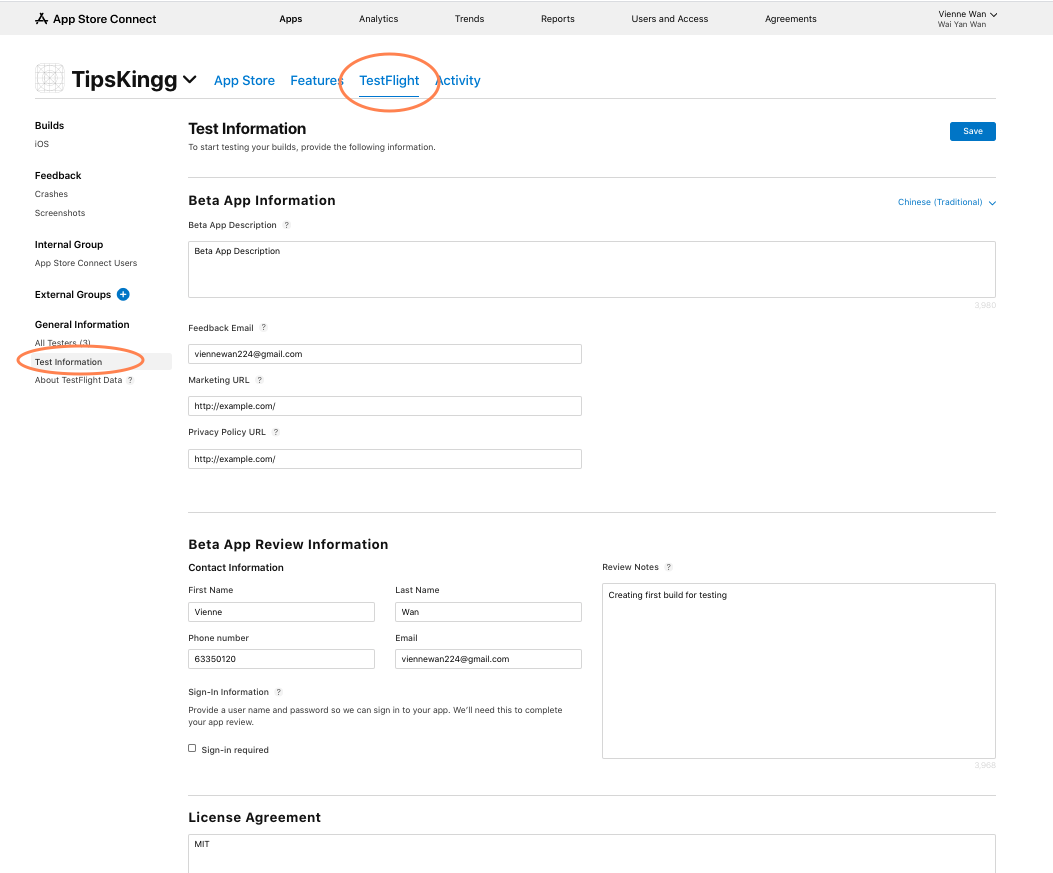 App Store Connect
Apps
Analytics
Trends
Reports
Users and Access
Agreements
Vienne Wan
Wai Yan Wan
TipsKingg
App Store
Features
TestFlight
Activity
Builds
iOS
Feedback
Crashes
Screenshots
Internal Group
App Store Connect Users
External Groups +
General Information
All Testers (3)
Test Information
About TestFlight Data ?
Test Information
To start testing your builds, provide the following information.
Save
Beta App Information
Chinese (Traditional)
Beta App Description ?
Beta App Description
3,980
Feedback Email ?
viennewan224@gmail.com
Marketing URL ?
http://example.com/
Privacy Policy URL ?
http://example.com/
Beta App Review Information
Contact Information
First Name
Last Name
Vienne
Wan
Phone number
Email
63350120
viennewan224@gmail.com
Sign-In Information ?
Provide a user name and password so we can sign in to your app. We'll need this to complete
your app review.
Sign-in required
Review Notes ?
Creating first build for testing
3,968
License Agreement
MIT